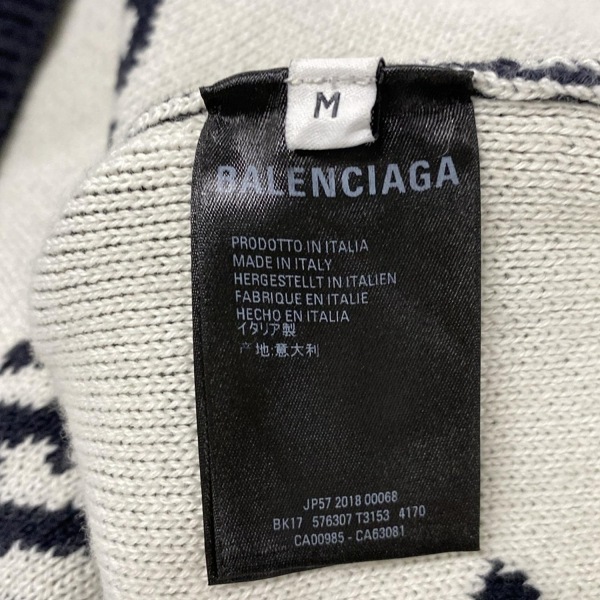 M
BALENCIAGA
PRODOTTO IN ITALIA
MADE IN ITALY
HERGESTELLT IN ITALIEN
FABRIQUE EN ITALIE
HECHO EN ITALIA
イタリア製
产地:意大利
JP57 2018 00068
BK17 576307 T3153 4170
CA00985 - CA63081